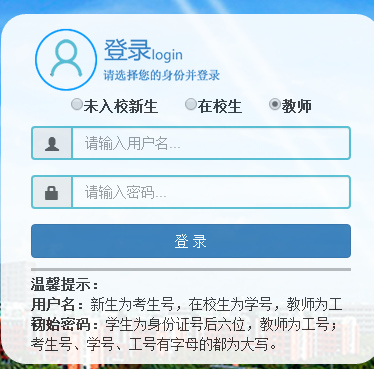 登录login
请选择您的身份并登录
未入校新生 在校生 教师
请输入用户名...
请输入密码...
登 录
温馨提示：
用户名：新生为考生号，在校生为学号，教师为工
初始密码：学生为身份证号后六位，教师为工号；
考生号、学号、工号有字母的都为大写。